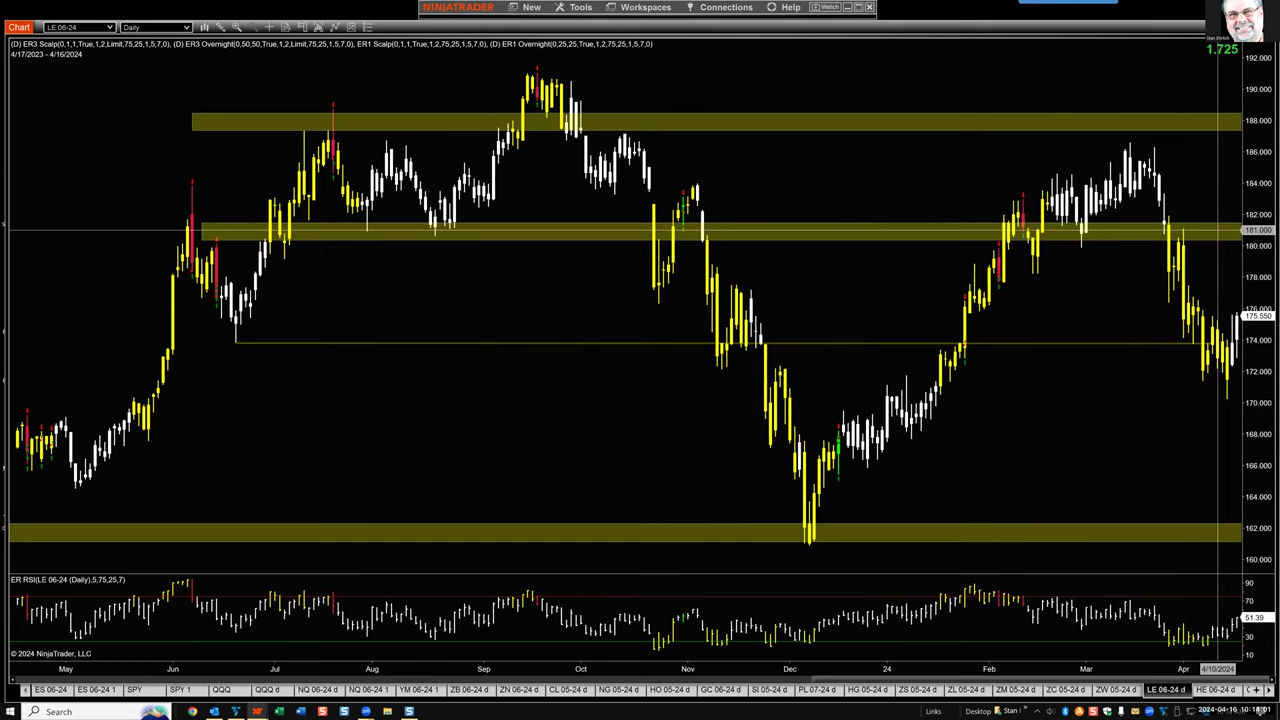 NINJATRADER New Tools Workspaces Connections Help Watch
Chart LE 06-24 Daily
Stan Ehrlich
1.725
(D) ER3 Scalp(0,1,1,True,1,2,Limit,75,25,1,5,7,0), (D) ER3 Overnight(0,50,50,True,1,2,Limit,75,25,1,5,7,0), ER1 Scalp(0,1,1,True,1,2,75,25,1,5,7,0), (D) ER1 Overnight(0,25,25,True,1,2,75,25,1,5,7,0)
4/17/2023 - 4/16/2024
192.000
190.000
188.000
186.000
184.000
182.000
181.000
180.000
178.000
176.000
175.550
174.000
172.000
170.000
168.000
166.000
164.000
162.000
160.000
ER RSI(LE 06-24 (Daily),5,75,25,7)
90
70
51.39
30
10
© 2024 NinjaTrader, LLC
May Jun Jul Aug Sep Oct Nov Dec 24 Feb Mar Apr 4/10/2024
ES 06-24 ES 06-24 1 SPY SPY 1 QQQ QQQ d NQ 06-24 d NQ 06-24 1 YM 06-24 1 ZB 06-24 d ZN 06-24 d CL 05-24 d NG 05-24 d HO 05-24 d GC 06-24 d SI 05-24 d PL 07-24 d HG 05-24 d ZS 05-24 d ZL 05-24 d ZM 05-24 d ZC 05-24 d ZW 05-24 d LE 06-24 d HE 06-24 d
Search Links Desktop 2024-04-16 10:18:01